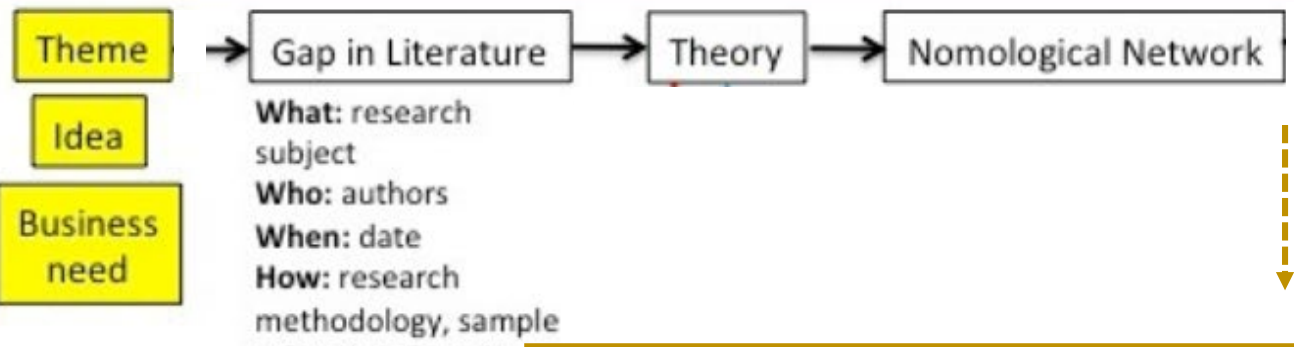 Theme
Gap in Literature
Theory
Nomological Network
Idea
Business
need
What: research
subject
Who: authors
When: date
How: research
methodology, sample